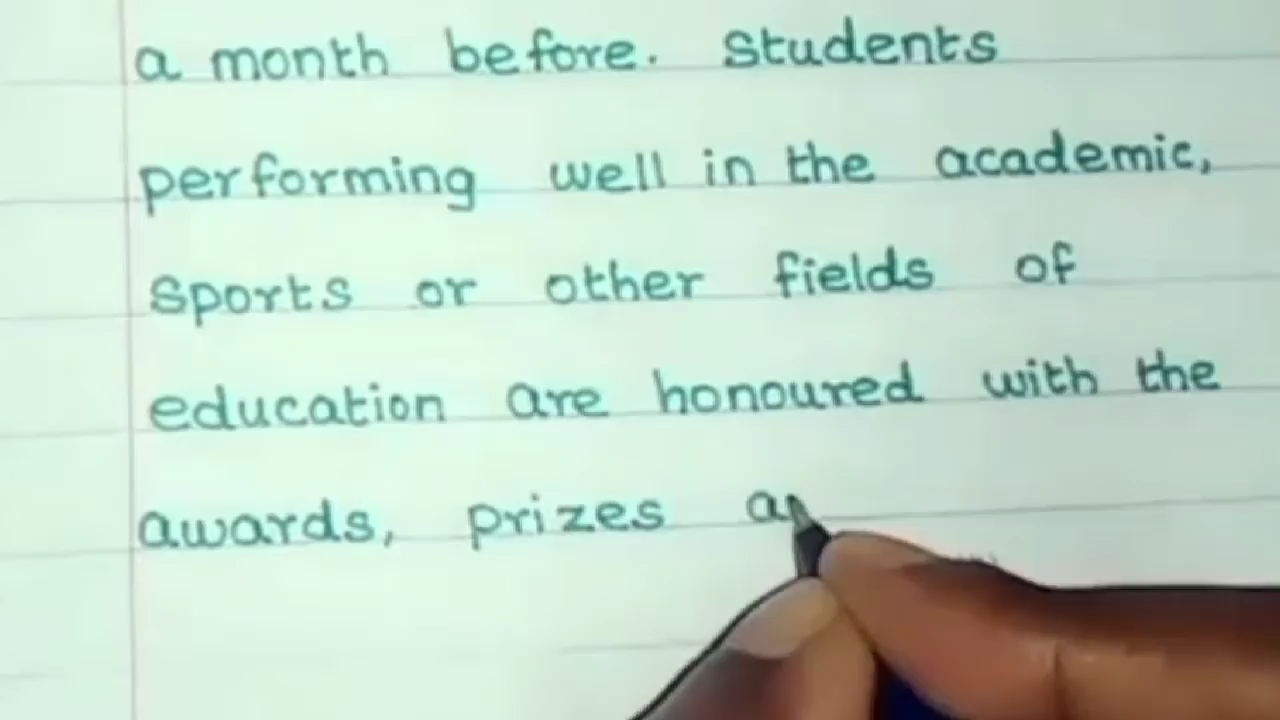 a month before. Students
performing well in the academic,
sports or other fields of
education are honoured with the
awards, prizes